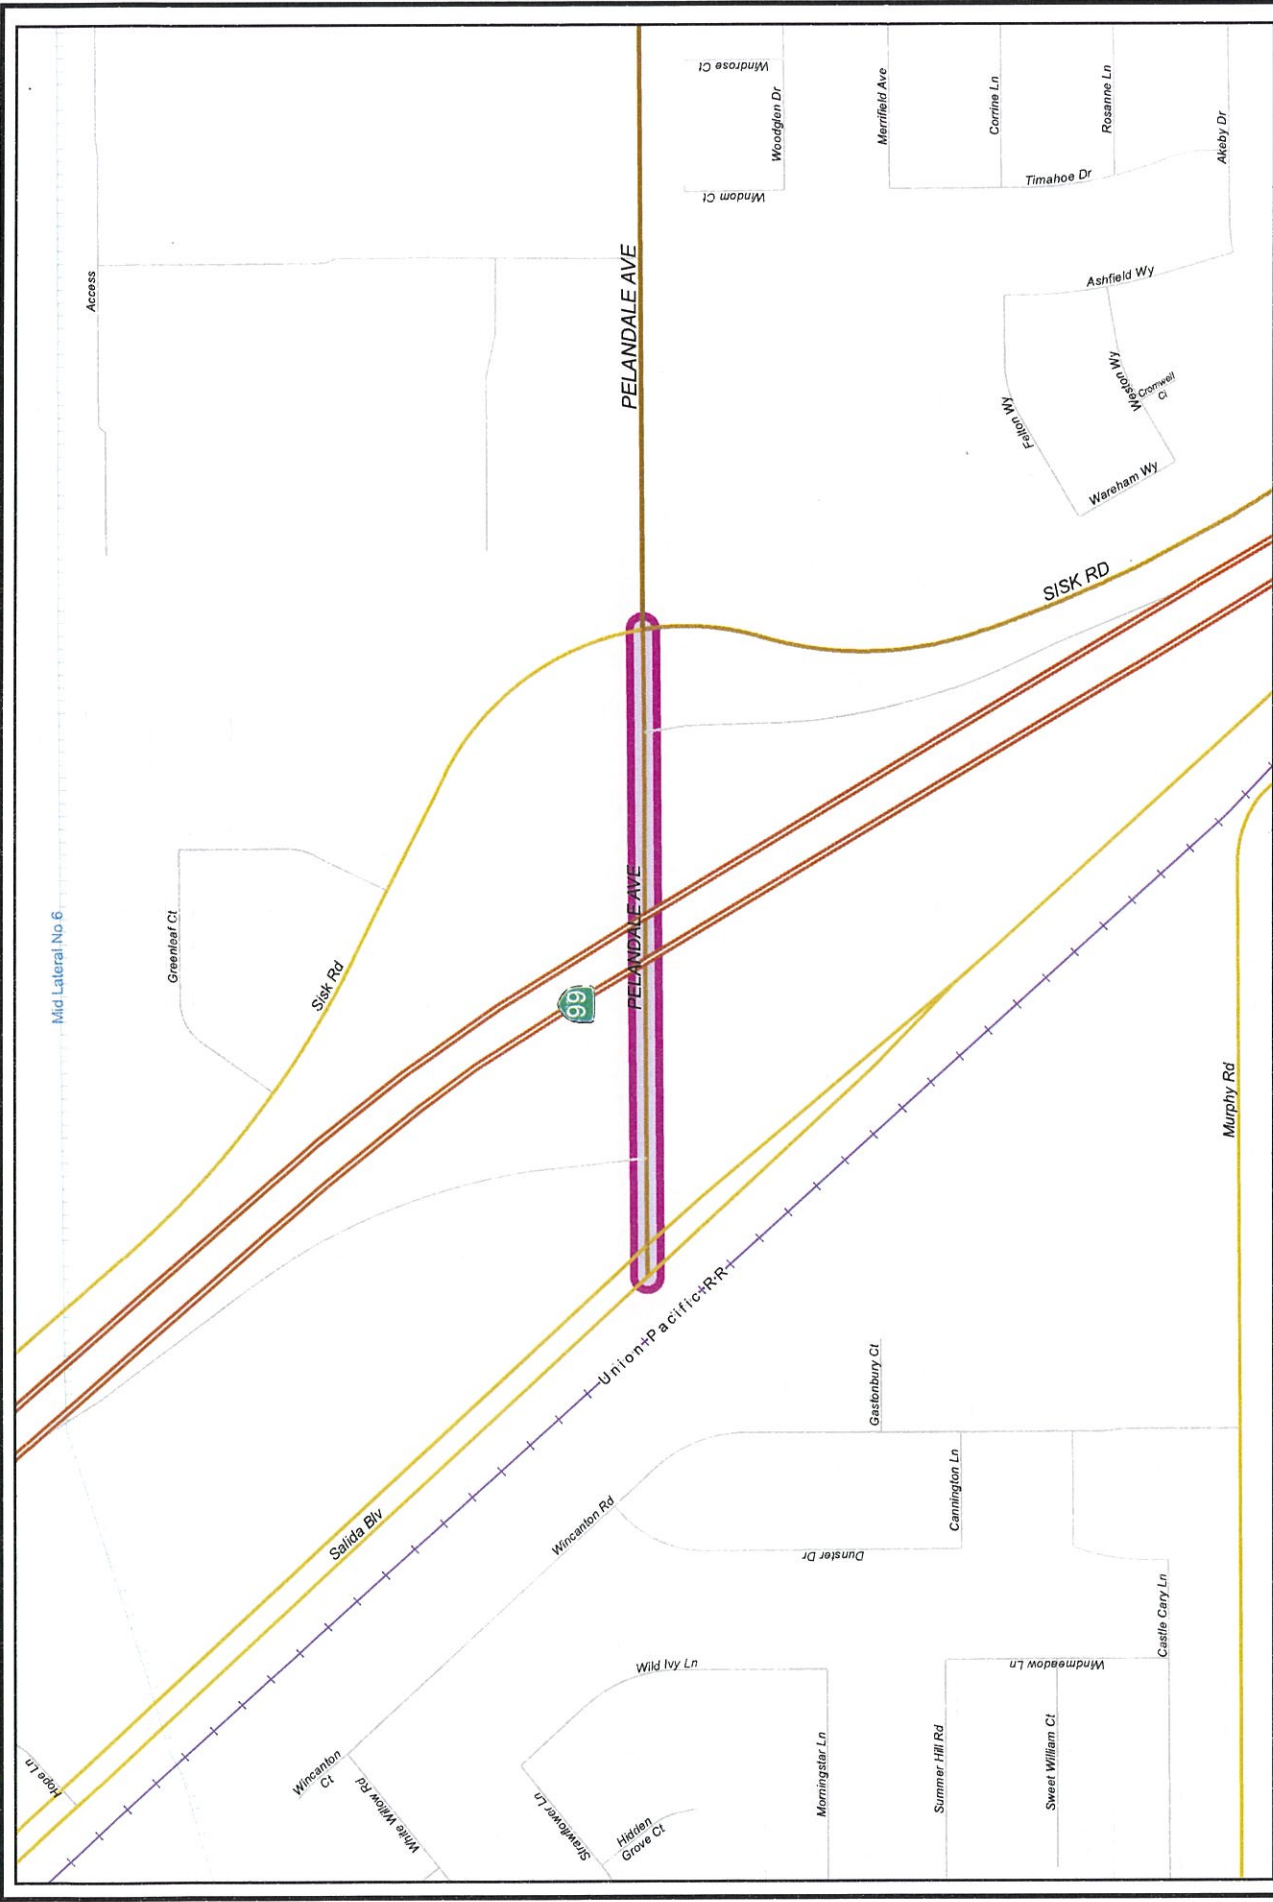 Windrose Ct
Woodglen Dr
Merrifield Ave
Corrine Ln
Rosanne Ln
Akeby Dr
Windom Ct
Timahoe Dr
Access
PELANDALE AVE
Ashfield Wy
Felton Wy
Weston Wy
Cromwell
Ci
Wareham Wy
SISK RD
Mid Lateral No 6
Greenleaf Ct
Sisk Rd
PELANDALE AVE
99
Murphy Rd
Union Pacific RR
Gastonbury Ct
Cannington Ln
Salida Blv
Wincanton Rd
Dunster Dr
Castle Cary Ln
Wild Ivy Ln
Windmeadow Ln
Hope Ln
Wincanton
Ct
White Willow Rd
Strawflower Ln
Hidden
Grove Ct
Morningstar Ln
Summer Hill Rd
Sweet William Ct